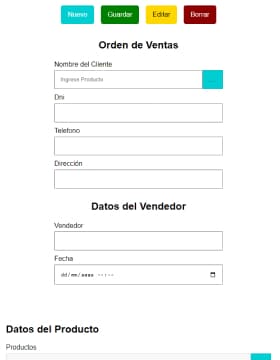 Nuevo Guardar Editar Borrar
Orden de Ventas
Nombre del Cliente
Ingrese Producto
Dni
Telefono
Dirección
Datos del Vendedor
Vendedor
Fecha
dd/mm/aaaa --:--
Datos del Producto
Productos